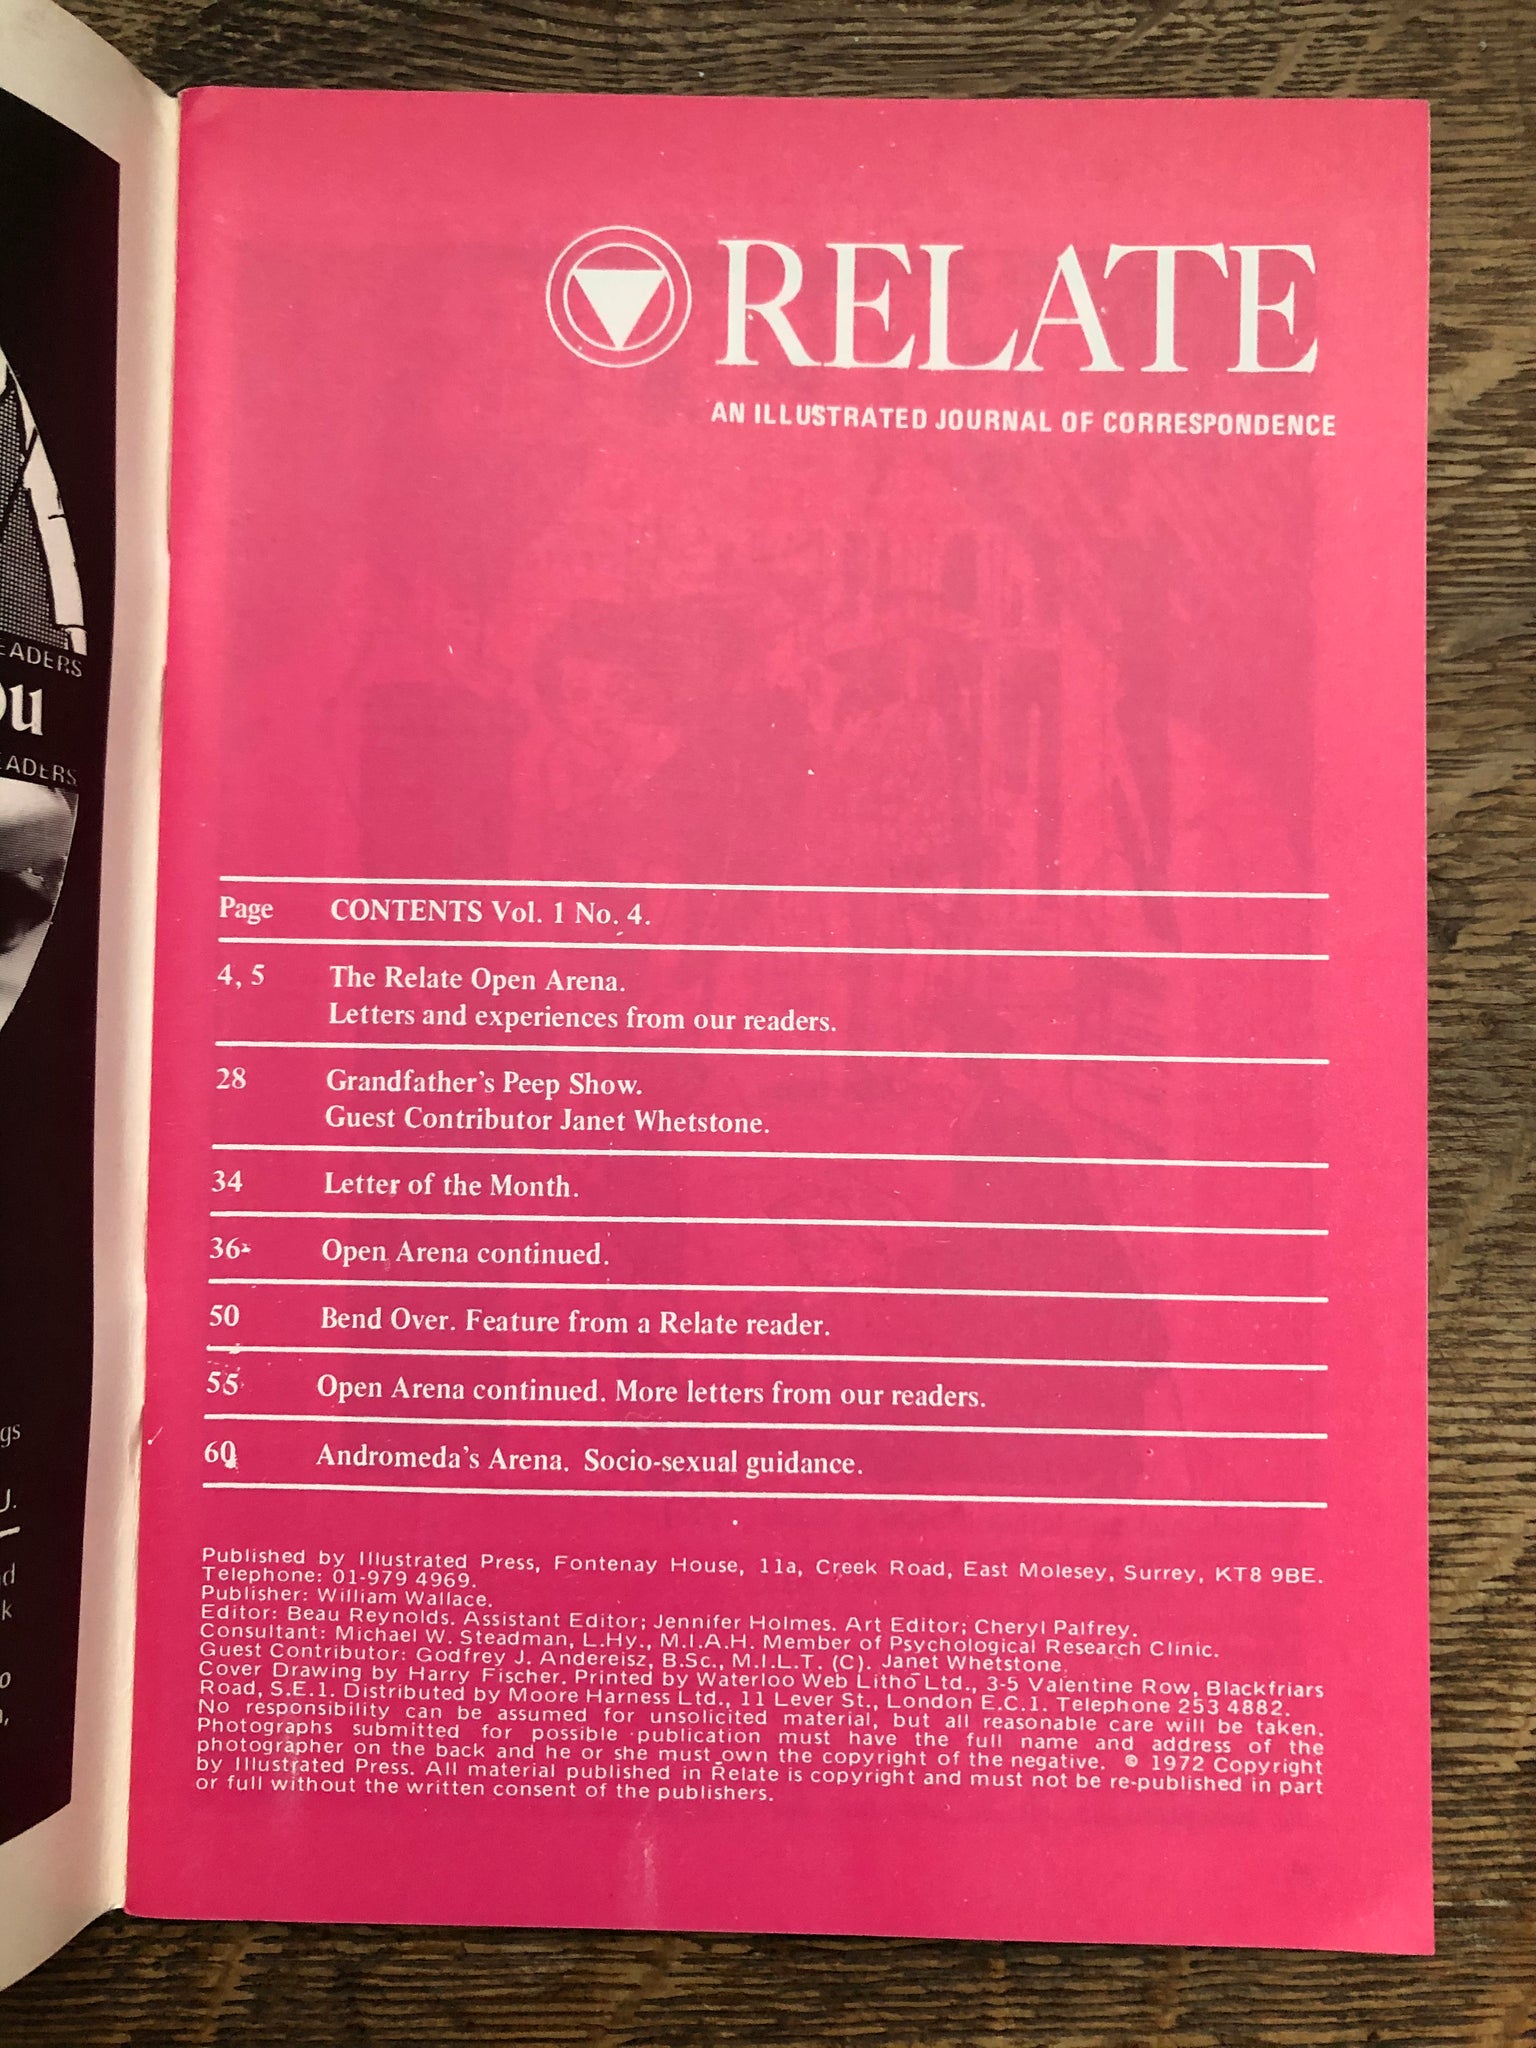 RELATE
AN ILLUSTRATED JOURNAL OF CORRESPONDENCE
Page CONTENTS Vol. 1 No. 4.
4, 5 The Relate Open Arena.
Letters and experiences from our readers.
28 Grandfather's Peep Show.
Guest Contributor Janet Whetstone.
34 Letter of the Month.
36 Open Arena continued.
50 Bend Over. Feature from a Relate reader.
55 Open Arena continued. More letters from our readers.
60 Andromeda's Arena. Socio-sexual guidance.
Published by Illustrated Press, Fontenay House, 11a, Creek Road, East Molesey, Surrey, KT8 9BE.
Telephone: 01-979 4969.
Publisher: William Wallace.
Editor: Beau Reynolds. Assistant Editor; Jennifer Holmes. Art Editor; Cheryl Palfrey.
Consultant: Michael W. Steadman, L.Hy., M.I.A.H. Member of Psychological Research Clinic.
Guest Contributor: Godfrey J. Andereisz, B.Sc., M.I.L.T. (C). Janet Whetstone.
Cover Drawing by Harry Fischer. Printed by Waterloo Web Litho Ltd., 3-5 Valentine Row, Blackfriars
Road, S.E.1. Distributed by Moore Harness Ltd., 11 Lever St., London E.C.1. Telephone 253 4882.
No responsibility can be assumed for unsolicited material, but all reasonable care will be taken.
Photographs submitted for possible publication must have the full name and address of the
photographer on the back and he or she must own the copyright of the negative. © 1972 Copyright
by Illustrated Press. All material published in Relate is copyright and must not be re-published in part
or full without the written consent of the publishers.